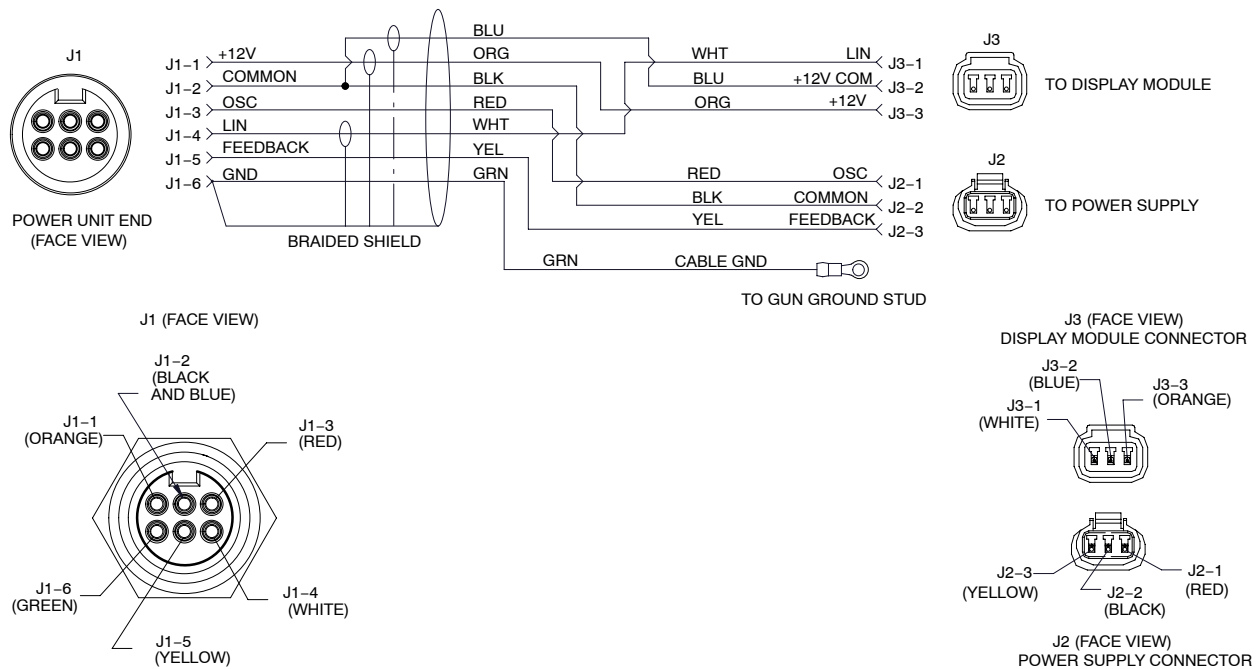 J1
POWER UNIT END
(FACE VIEW)
J1−1 +12V ORG
BLU
J1−2 COMMON BLK
J1−3 OSC RED
J1−4 LIN WHT
J1−5 FEEDBACK YEL
J1−6 GND GRN
BRAIDED SHIELD
WHT LIN J3−1
BLU +12V COM J3−2
ORG +12V J3−3
J3
TO DISPLAY MODULE
RED OSC J2−1
BLK COMMON J2−2
YEL FEEDBACK J2−3
J2
TO POWER SUPPLY
GRN CABLE GND
TO GUN GROUND STUD
J1 (FACE VIEW)
J1−2
(BLACK
AND BLUE)
J1−1
(ORANGE)
J1−3
(RED)
J1−6
(GREEN)
J1−4
(WHITE)
J1−5
(YELLOW)
J3 (FACE VIEW)
DISPLAY MODULE CONNECTOR
J3−2
(BLUE)
J3−3
(ORANGE)
J3−1
(WHITE)
J2−3
(YELLOW)
J2−2
(BLACK)
J2−1
(RED)
J2 (FACE VIEW)
POWER SUPPLY CONNECTOR